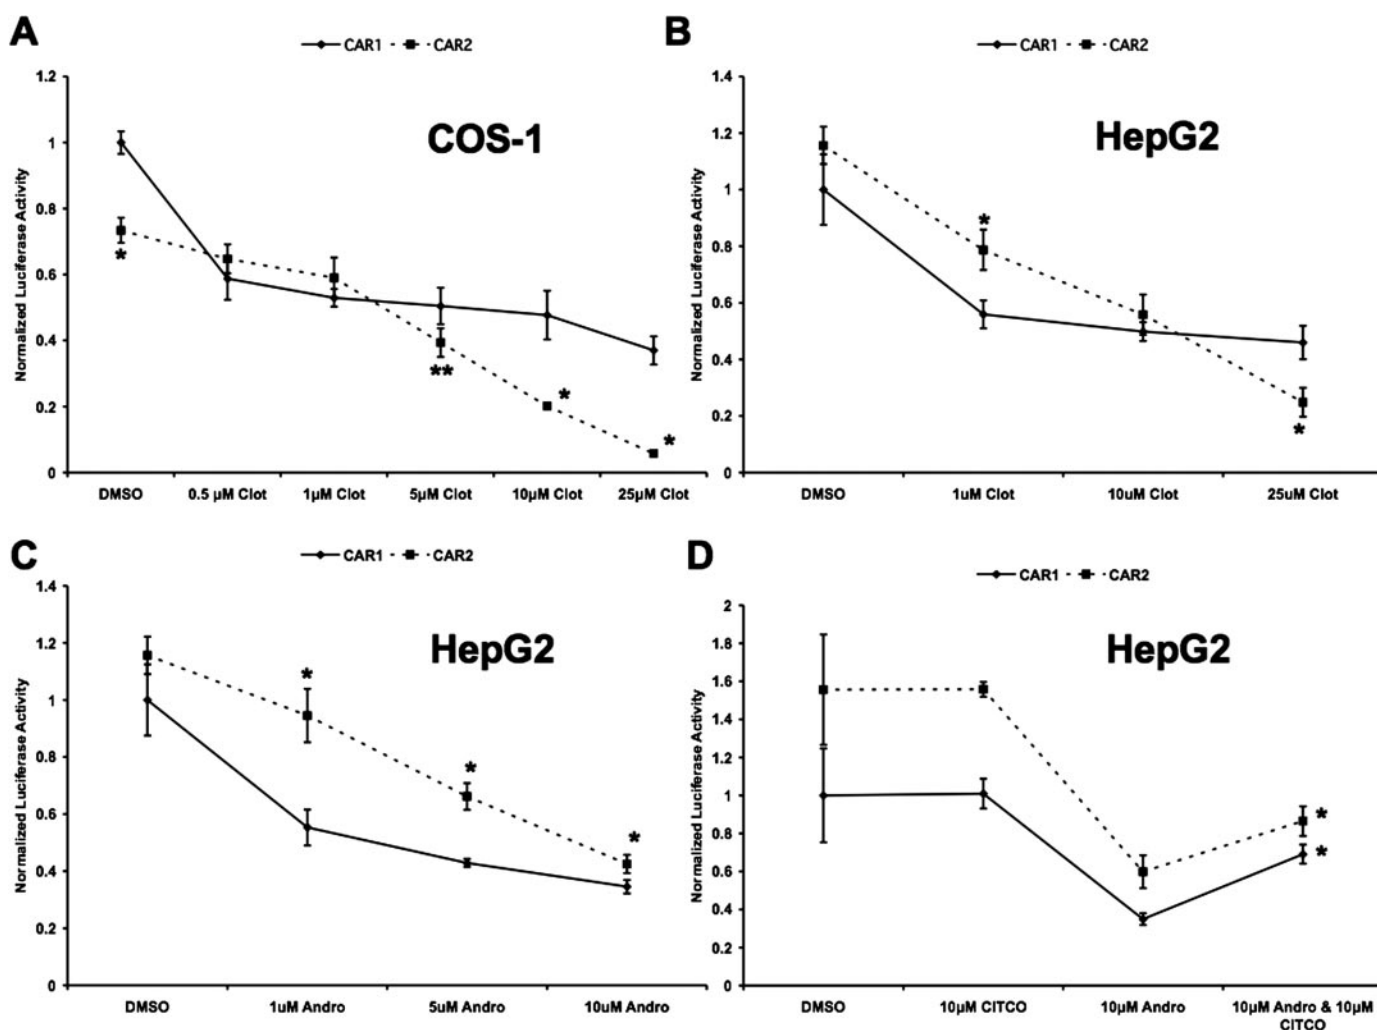 A
CAR1 CAR2
COS-1
Normalized Luciferase Activity
1.2
1
0.8
0.6
0.4
0.2
0
*
**
*
*
DMSO 0.5 µM Clot 1µM Clot 5µM Clot 10µM Clot 25µM Clot
B
CAR1 CAR2
HepG2
Normalized Luciferase Activity
1.4
1.2
1
0.8
0.6
0.4
0.2
0
*
*
DMSO 1uM Clot 10uM Clot 25uM Clot
C
CAR1 CAR2
HepG2
Normalized Luciferase Activity
1.4
1.2
1
0.8
0.6
0.4
0.2
0
*
*
*
DMSO 1uM Andro 5uM Andro 10uM Andro
D
CAR1 CAR2
HepG2
Normalized Luciferase Activity
2
1.8
1.6
1.4
1.2
1
0.8
0.6
0.4
0.2
0
*
*
DMSO 10µM CITCO 10µM Andro 10µM Andro & 10µM
CITCO